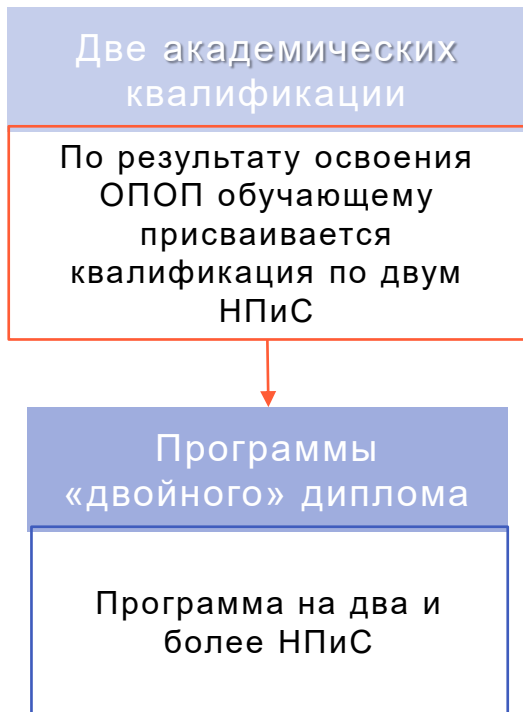 Две академических
квалификации
По результату освоения
ОПОП обучающему
присваивается
квалификация по двум
НПиС
Программы
«двойного» диплома
Программа на два и
более НПиС